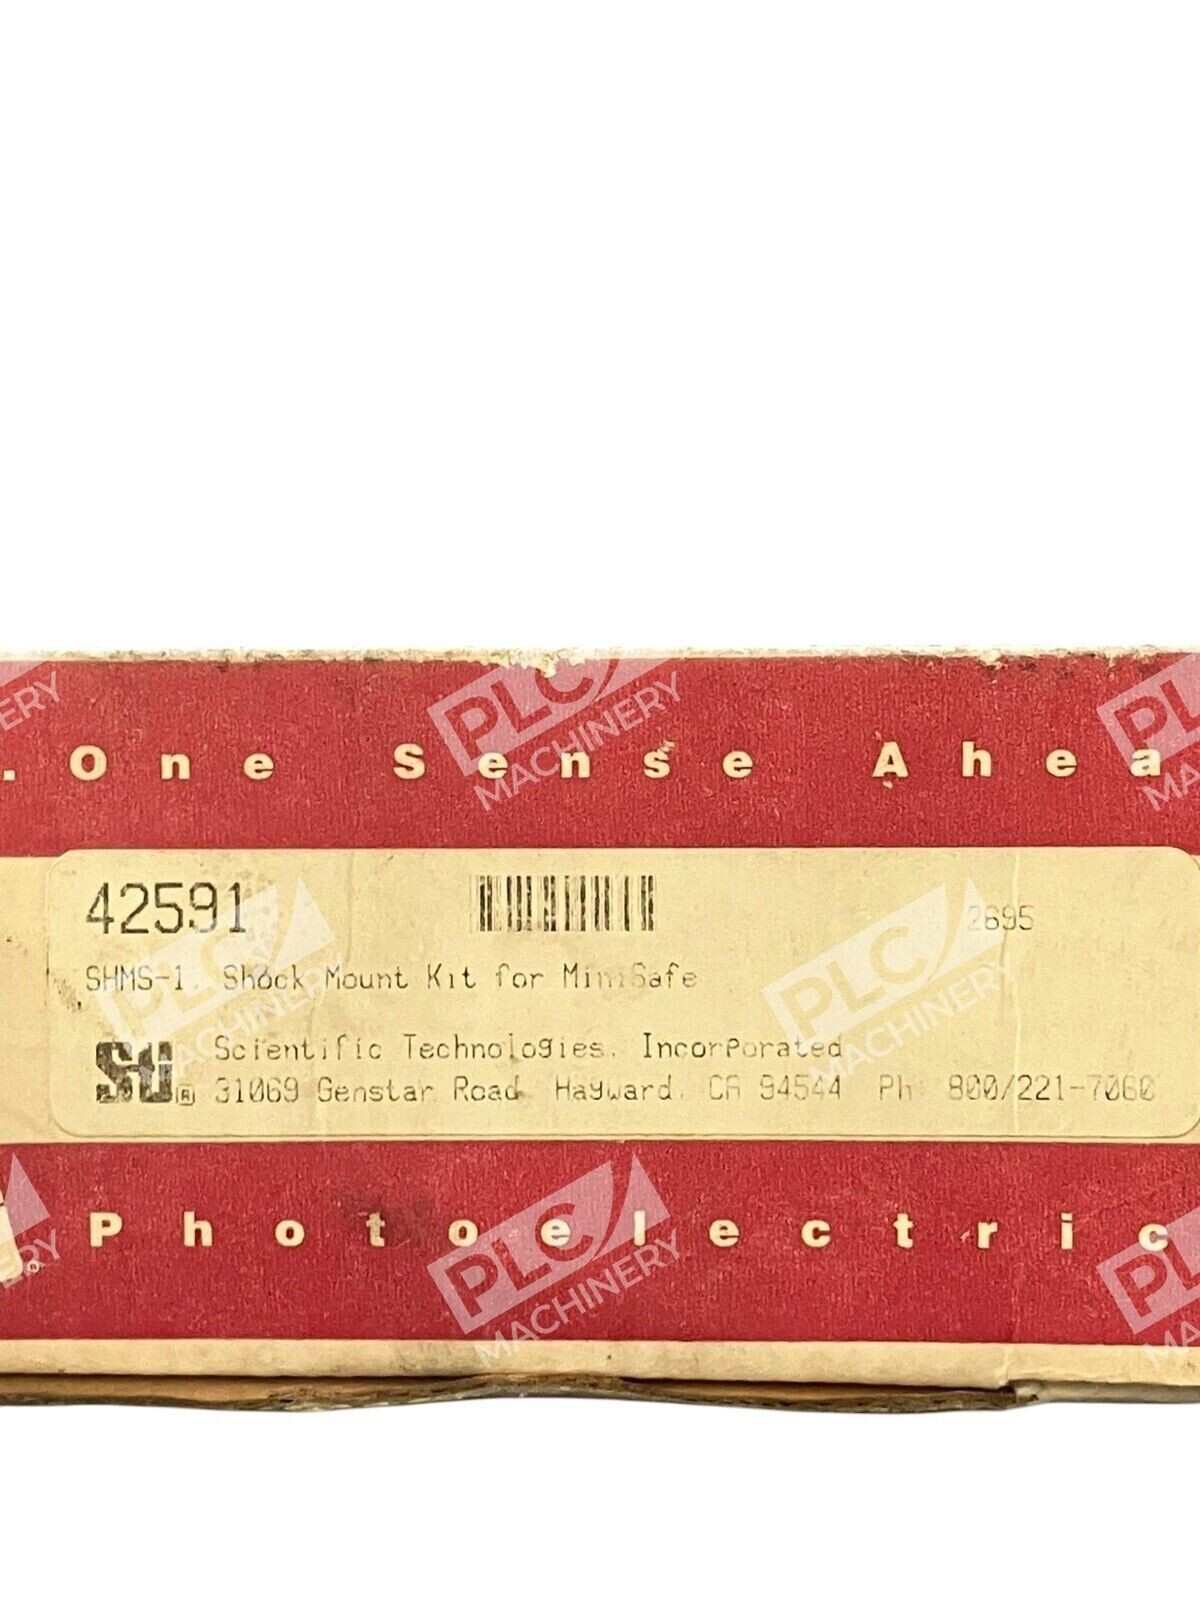 . One Sense Ahea
42591
2695
SHMS-1, Shock Mount Kit for MiniSafe
STI ® Scientific Technologies, Incorporated
31069 Genstar Road, Hayward, CA 94544 Ph: 800/221-7060
® Photoelectric
PLC MACHINERY